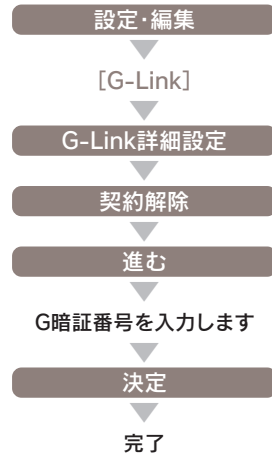 設定・編集
［G-Link］
G-Link詳細設定
契約解除
進む
G暗証番号を入力します
決定
完了